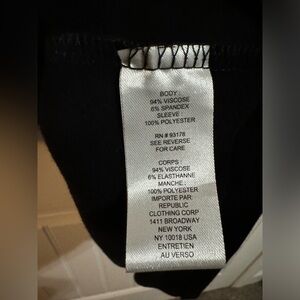 BODY :
94% VISCOSE
6% SPANDEX
SLEEVE :
100% POLYESTER
RN # 93178
SEE REVERSE
FOR CARE
CORPS :
94% VISCOSE
6% ELASTHANNE
MANCHE :
100% POLYESTER
IMPORTE PAR:
REPUBLIC
CLOTHING CORP
1411 BROADWAY
NEW YORK
NY 10018 USA
ENTRETIEN
AU VERSO